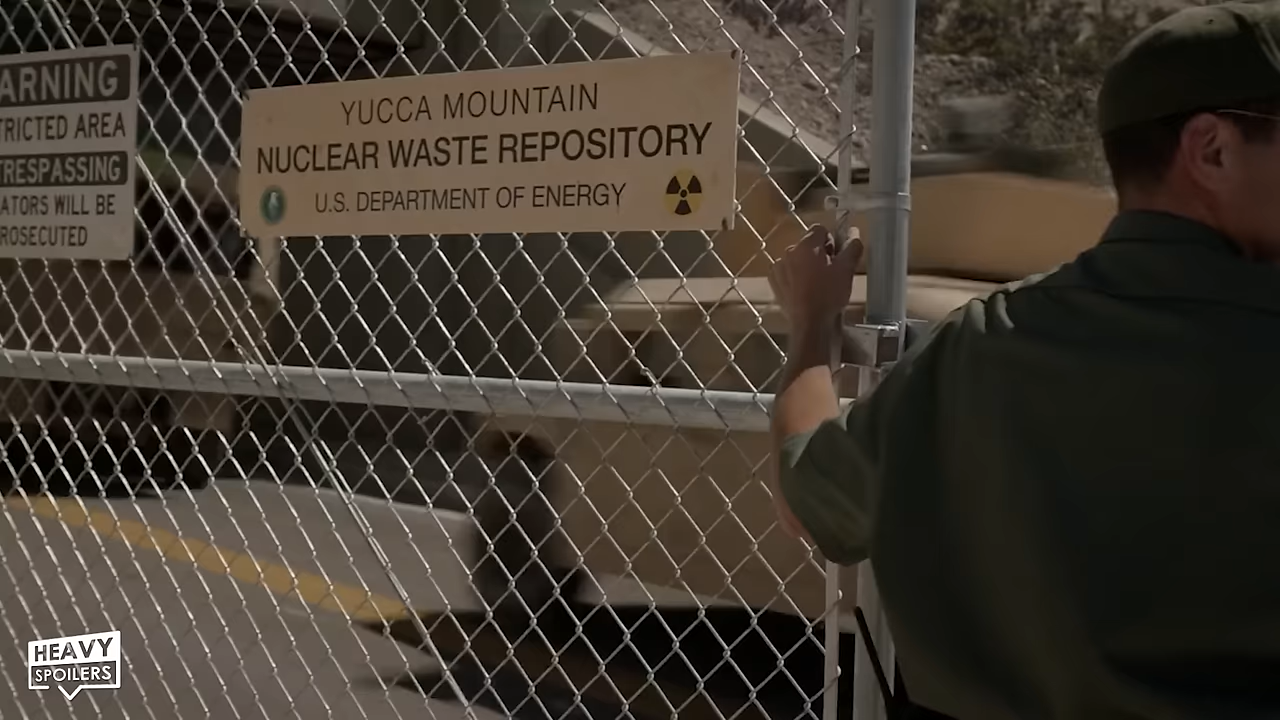 ARNING
TRICTED AREA
TRESPASSING
ATORS WILL BE
ROSECUTED
YUCCA MOUNTAIN
NUCLEAR WASTE REPOSITORY
U.S. DEPARTMENT OF ENERGY
HEAVY
SPOILERS